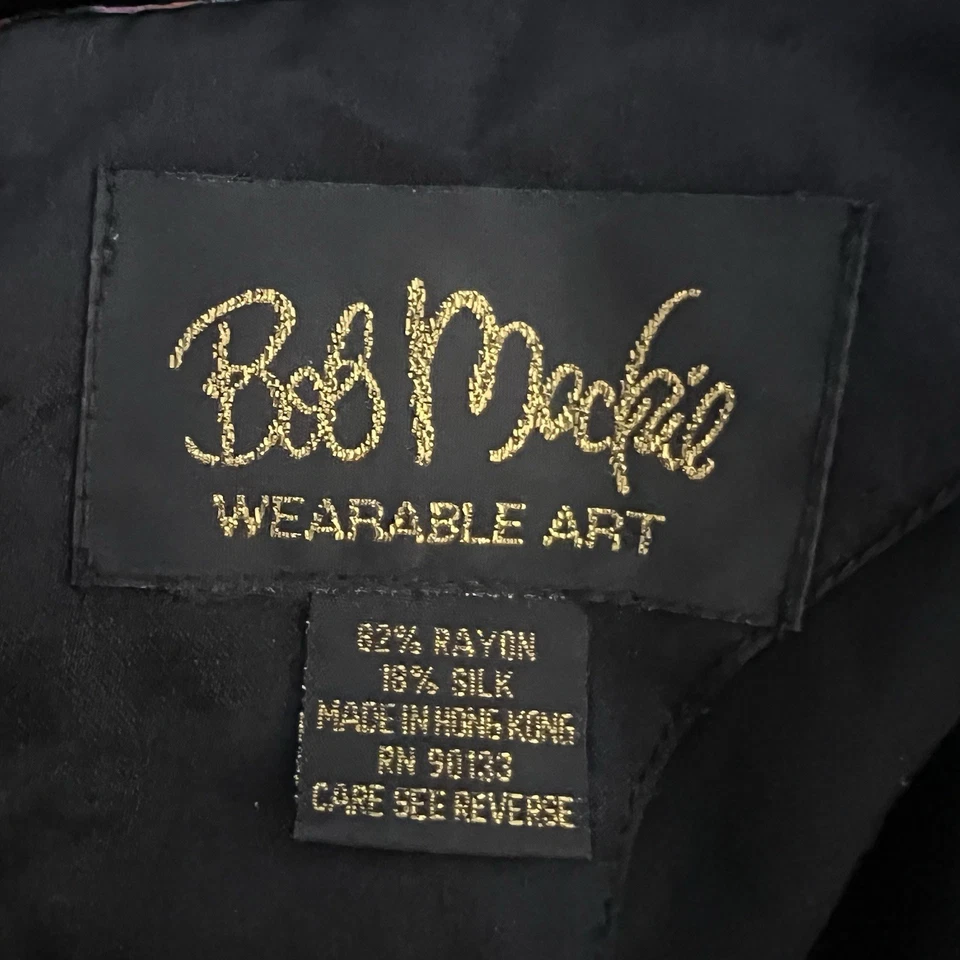 Bob Mackie
WEARABLE ART
82% RAYON
18% SILK
MADE IN HONG KONG
RN 90133
CARE SEE REVERSE